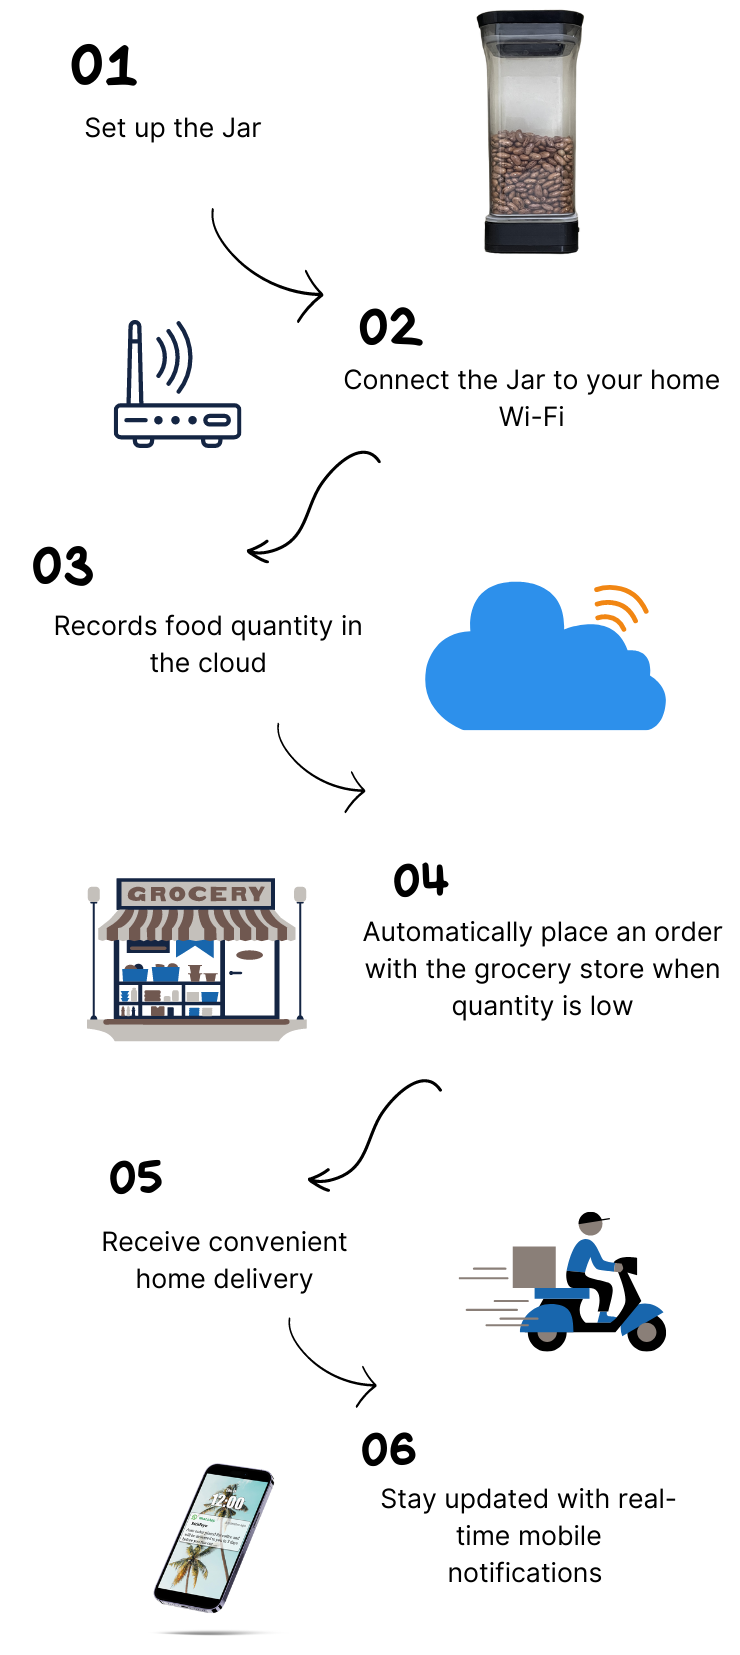 01
Set up the Jar
02
Connect the Jar to your home
Wi-Fi
03
Records food quantity in
the cloud
GROCERY
04
Automatically place an order
with the grocery store when
quantity is low
05
Receive convenient
home delivery
06
12:00
Stay updated with real-
time mobile
notifications